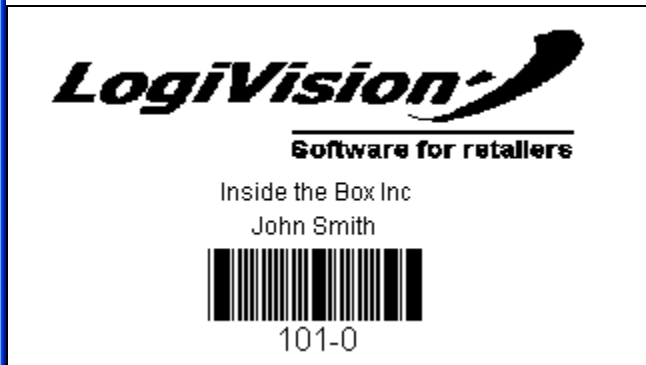 LogiVision
Software for retailers
Inside the Box Inc
John Smith
101-0